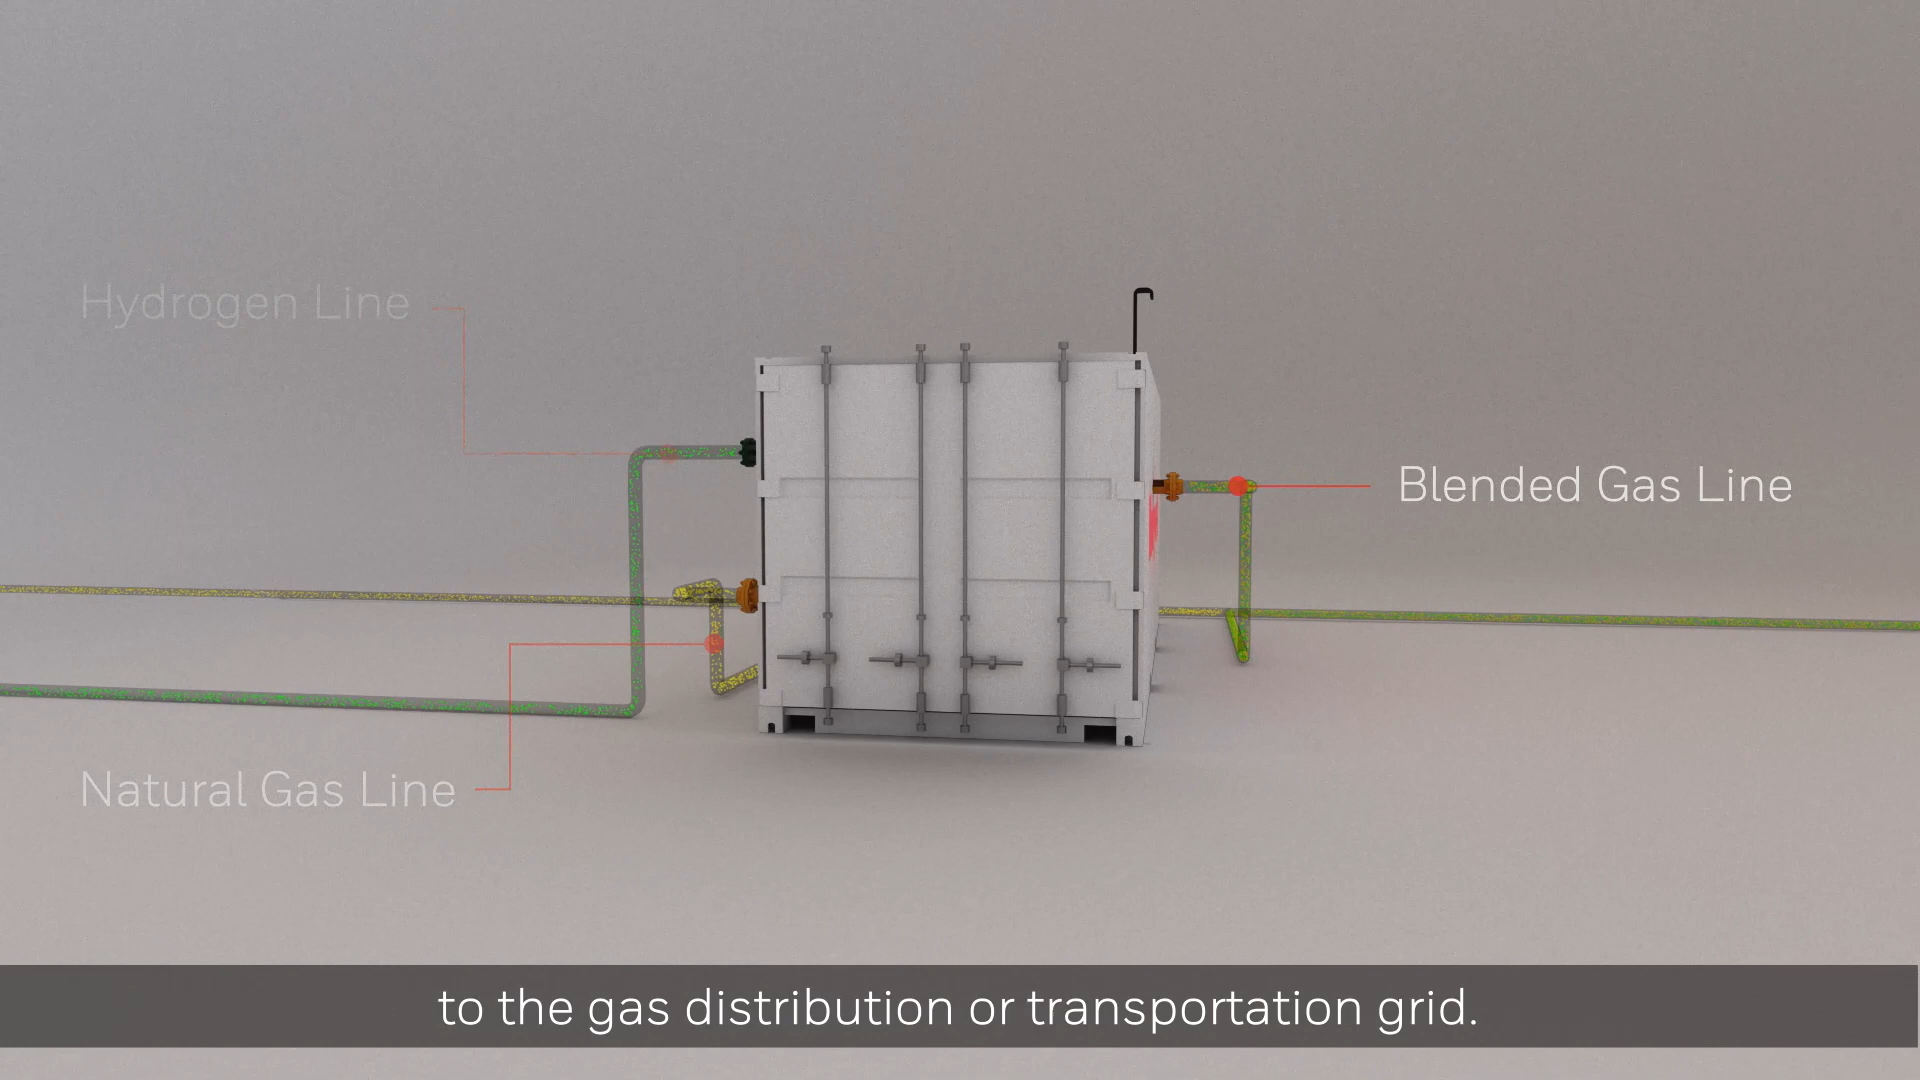 Hydrogen Line
Blended Gas Line
Natural Gas Line
to the gas distribution or transportation grid.